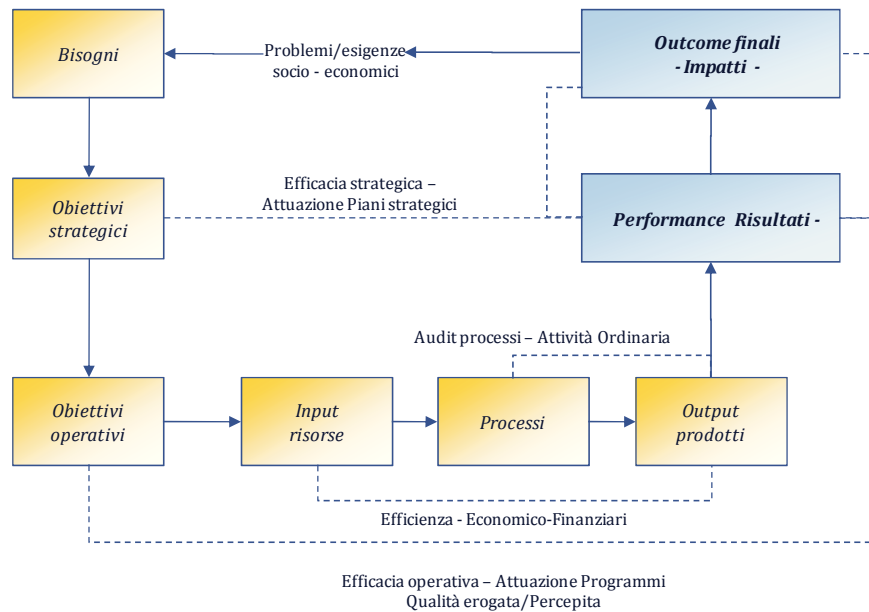 Bisogni
Problemi/esigenze
socio - economici
Outcome finali
- Impatti -
Efficacia strategica –
Attuazione Piani strategici
Obiettivi
strategici
Performance Risultati -
Audit processi – Attività Ordinaria
Obiettivi
operativi
Input
risorse
Processi
Output
prodotti
Efficienza - Economico-Finanziari
Efficacia operativa – Attuazione Programmi
Qualità erogata/Percepita